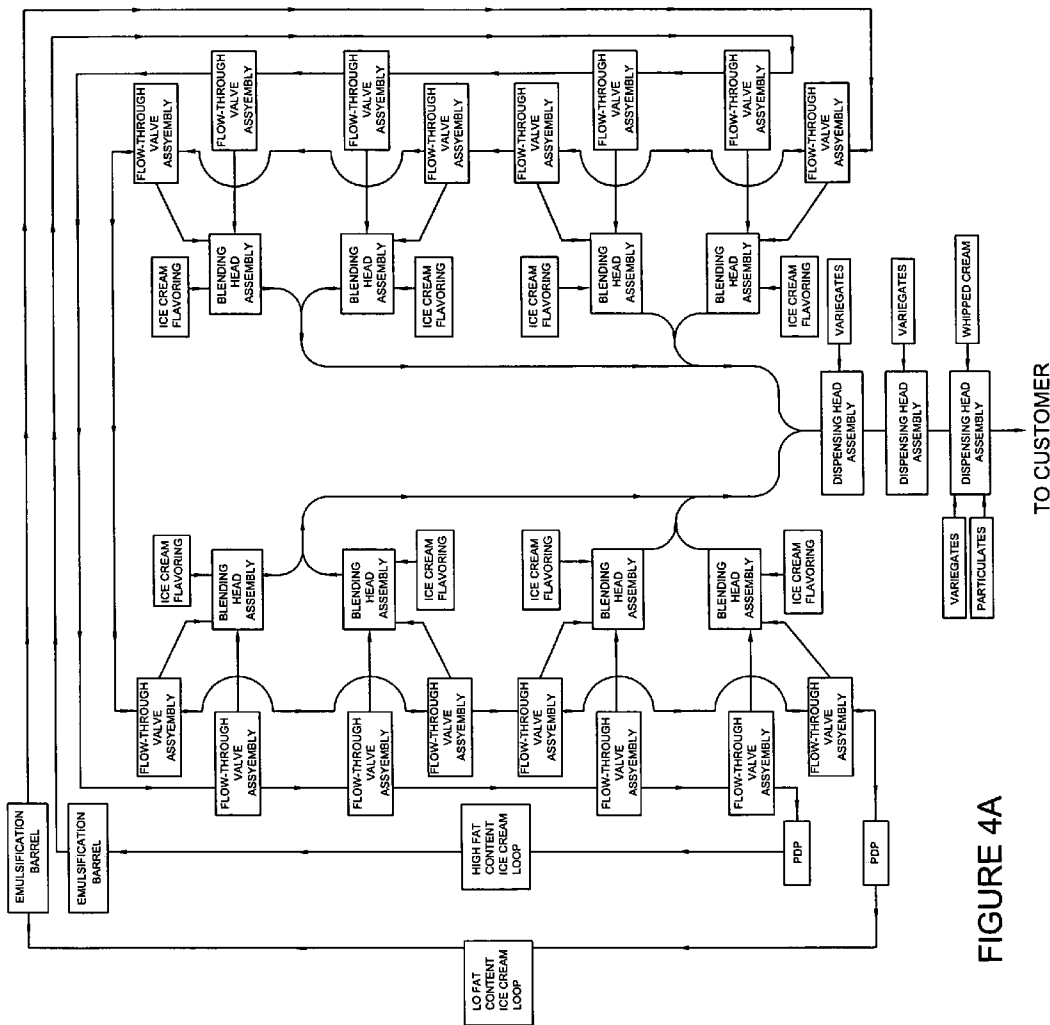 EMULSIFICATION
BARREL
EMULSIFICATION
BARREL
LO FAT
CONTENT
ICE CREAM
LOOP
HIGH FAT
CONTENT
ICE CREAM
LOOP
PDP
PDP
FLOW-THROUGH
VALVE
ASSYEMBLY
FLOW-THROUGH
VALVE
ASSYEMBLY
FLOW-THROUGH
VALVE
ASSYEMBLY
FLOW-THROUGH
VALVE
ASSYEMBLY
FLOW-THROUGH
VALVE
ASSYEMBLY
FLOW-THROUGH
VALVE
ASSYEMBLY
FLOW-THROUGH
VALVE
ASSYEMBLY
FLOW-THROUGH
VALVE
ASSYEMBLY
ICE CREAM
FLAVORING
BLENDING
HEAD
ASSEMBLY
BLENDING
HEAD
ASSEMBLY
ICE CREAM
FLAVORING
ICE CREAM
FLAVORING
BLENDING
HEAD
ASSEMBLY
BLENDING
HEAD
ASSEMBLY
ICE CREAM
FLAVORING
FLOW-THROUGH
VALVE
ASSYEMBLY
FLOW-THROUGH
VALVE
ASSYEMBLY
FLOW-THROUGH
VALVE
ASSYEMBLY
FLOW-THROUGH
VALVE
ASSYEMBLY
FLOW-THROUGH
VALVE
ASSYEMBLY
FLOW-THROUGH
VALVE
ASSYEMBLY
FLOW-THROUGH
VALVE
ASSYEMBLY
FLOW-THROUGH
VALVE
ASSYEMBLY
ICE CREAM
FLAVORING
BLENDING
HEAD
ASSEMBLY
BLENDING
HEAD
ASSEMBLY
ICE CREAM
FLAVORING
ICE CREAM
FLAVORING
BLENDING
HEAD
ASSEMBLY
BLENDING
HEAD
ASSEMBLY
ICE CREAM
FLAVORING
DISPENSING HEAD
ASSEMBLY
VARIEGATES
DISPENSING HEAD
ASSEMBLY
VARIEGATES
VARIEGATES
PARTICULATES
DISPENSING HEAD
ASSEMBLY
WHIPPED CREAM
TO CUSTOMER
FIGURE 4A